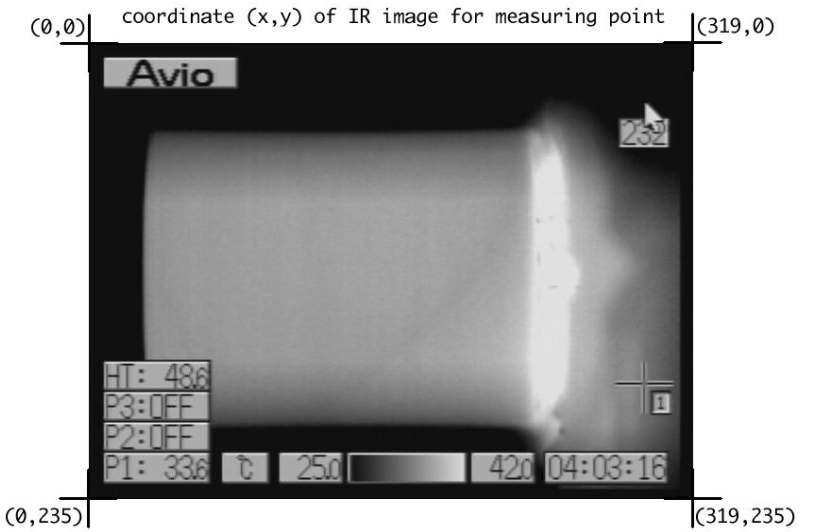 coordinate (x,y) of IR image for measuring point
(0,0)
(319,0)
Avio
232
HT: 48.6
P3:OFF
P2:OFF
1
P1: 33.6
℃
25.0
42.0
04:03:16
(0,235)
(319,235)